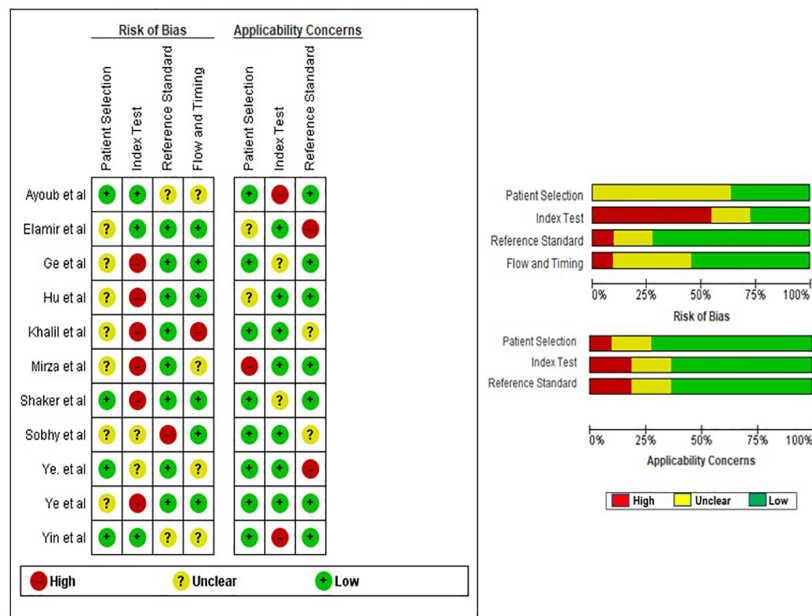 Risk of Bias
Applicability Concerns
Patient Selection
Index Test
Reference Standard
Flow and Timing
Patient Selection
Index Test
Reference Standard
Ayoub et al + + ? ? + - +
Elamir et al ? + + + ? + -
Ge et al ? - + + + ? +
Hu et al ? - + + ? + +
Khalil et al ? - + - + + ?
Mirza et al ? - + ? - + +
Shaker et al + - + + + ? +
Sobhy et al ? ? - + + + ?
Ye. et al + ? + ? + + -
Ye et al ? - + + + + +
Yin et al + + ? ? + - +
- High ? Unclear + Low
Patient Selection
Index Test
Reference Standard
Flow and Timing
0% 25% 50% 75% 100%
Risk of Bias
Patient Selection
Index Test
Reference Standard
0% 25% 50% 75% 100%
Applicability Concerns
High Unclear Low